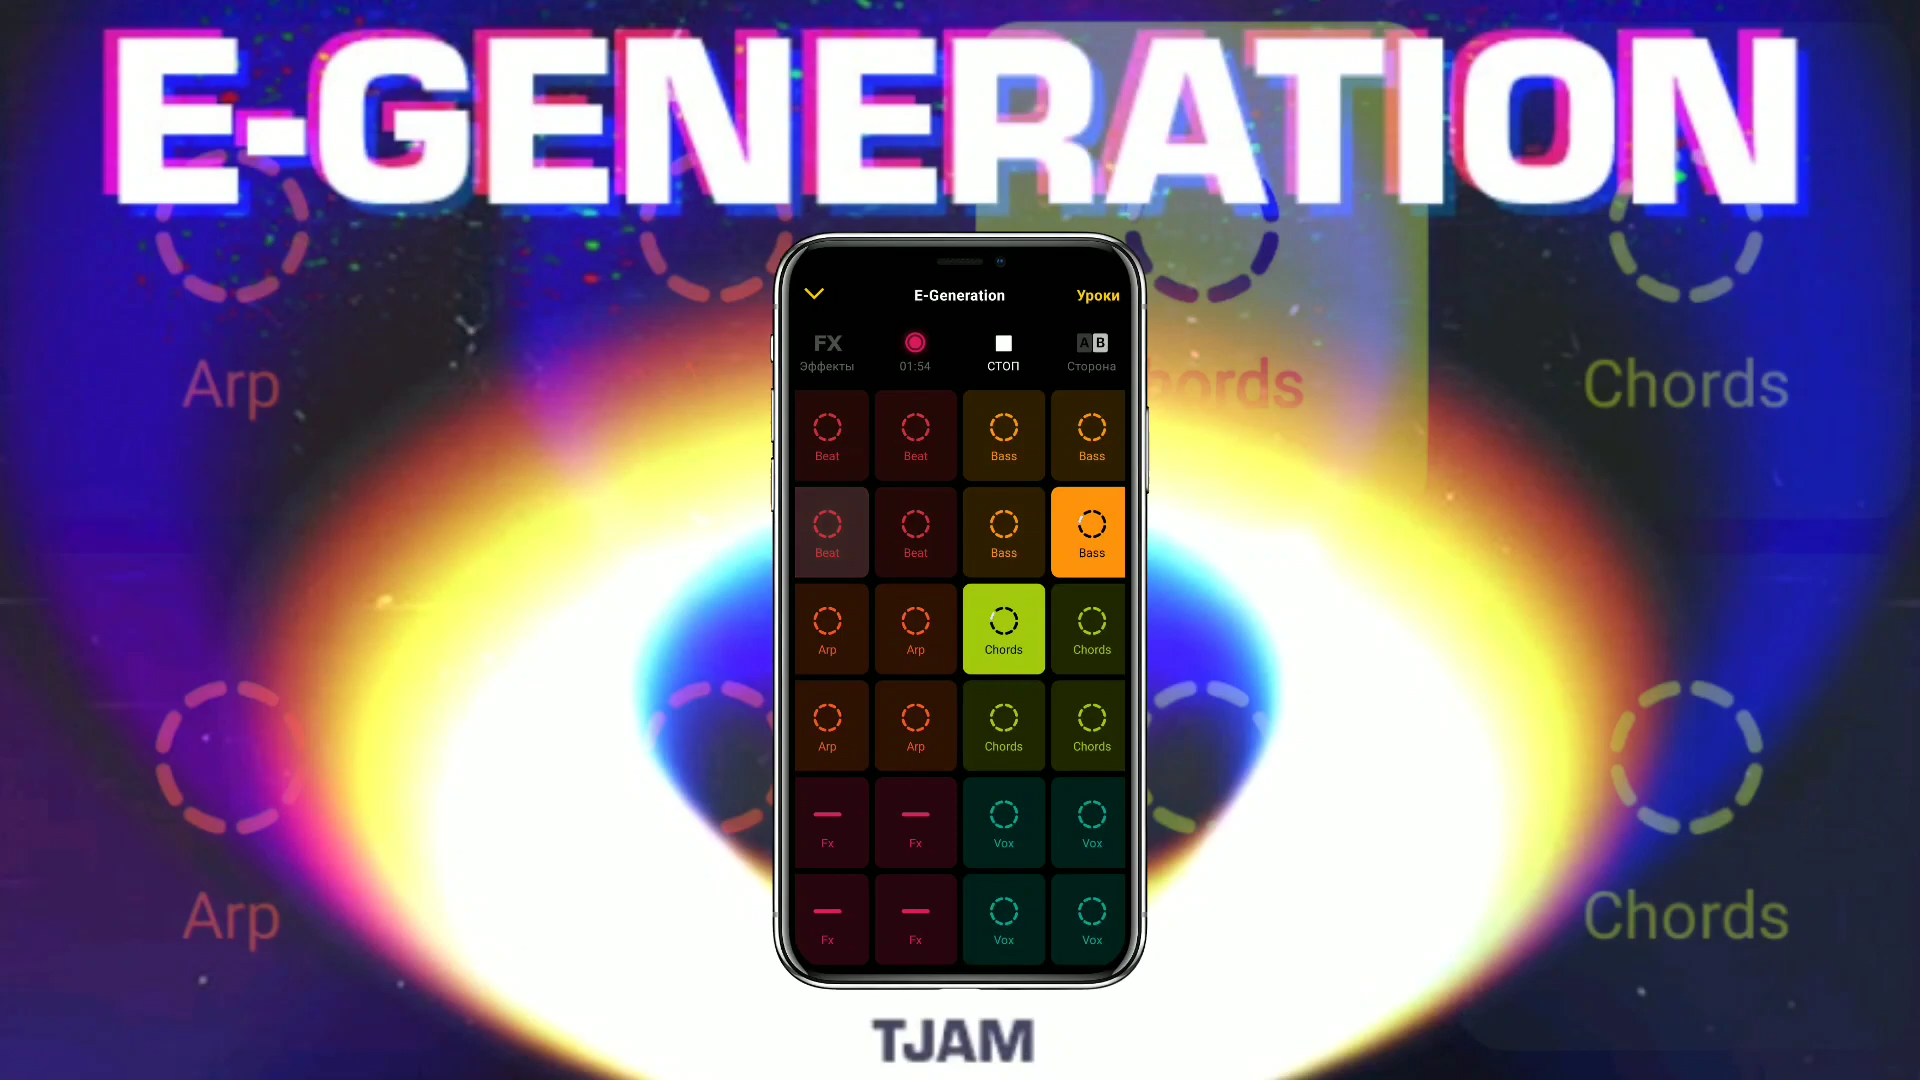 E-GENERATION
E-Generation Уроки
FX
Эффекты 01:54 СТОП A B Сторона
Beat Beat Bass Bass
Beat Beat Bass Bass
Arp Arp Chords Chords
Arp Arp Chords Chords
Fx Fx Vox Vox
Fx Fx Vox Vox
Arp
Chords
Chords
Arp
Chords
TJAM